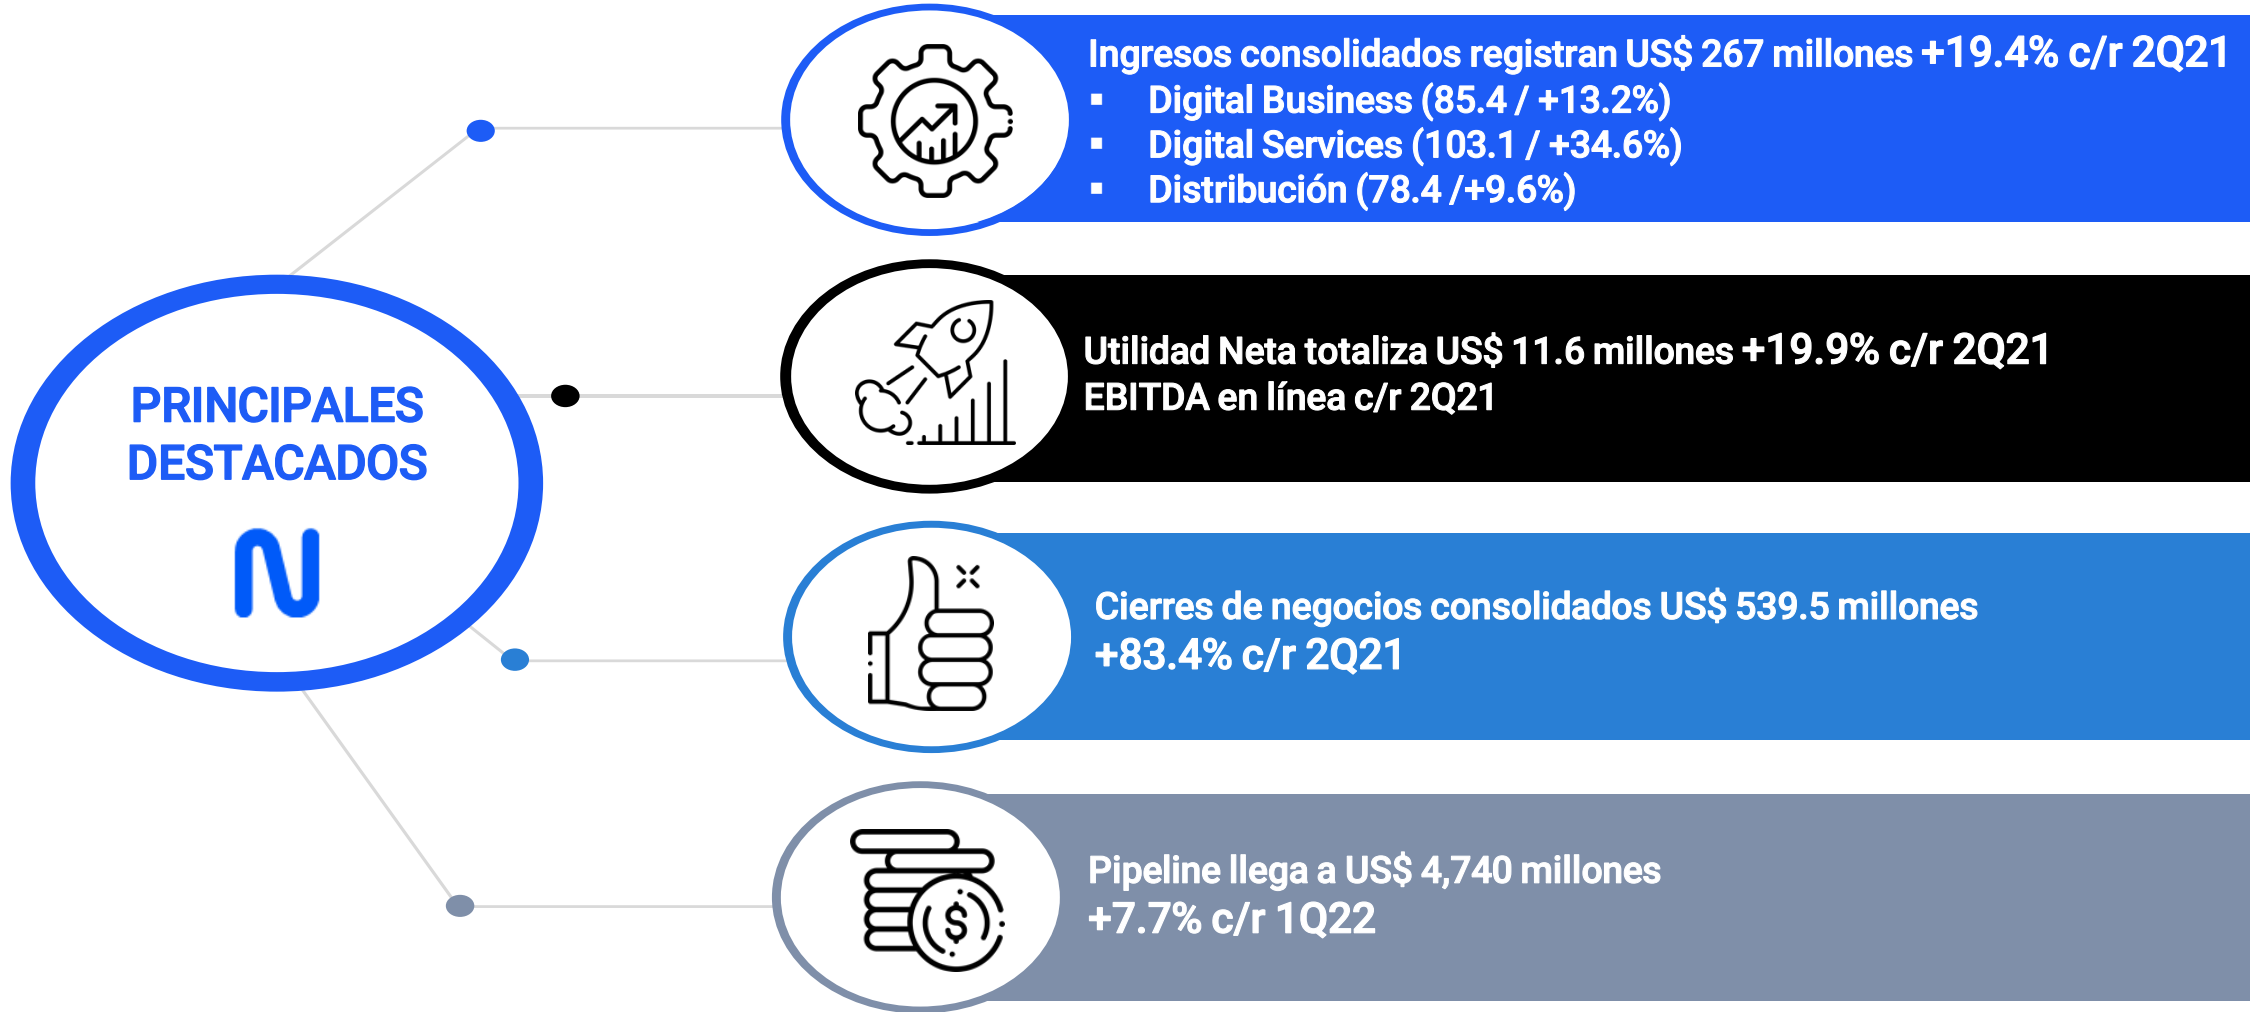 PRINCIPALES
DESTACADOS
Ingresos consolidados registran US$ 267 millones +19.4% c/r 2Q21
▪ Digital Business (85.4 / +13.2%)
▪ Digital Services (103.1 / +34.6%)
▪ Distribución (78.4 /+9.6%)
Utilidad Neta totaliza US$ 11.6 millones +19.9% c/r 2Q21
EBITDA en línea c/r 2Q21
Cierres de negocios consolidados US$ 539.5 millones
+83.4% c/r 2Q21
Pipeline llega a US$ 4,740 millones
+7.7% c/r 1Q22
$